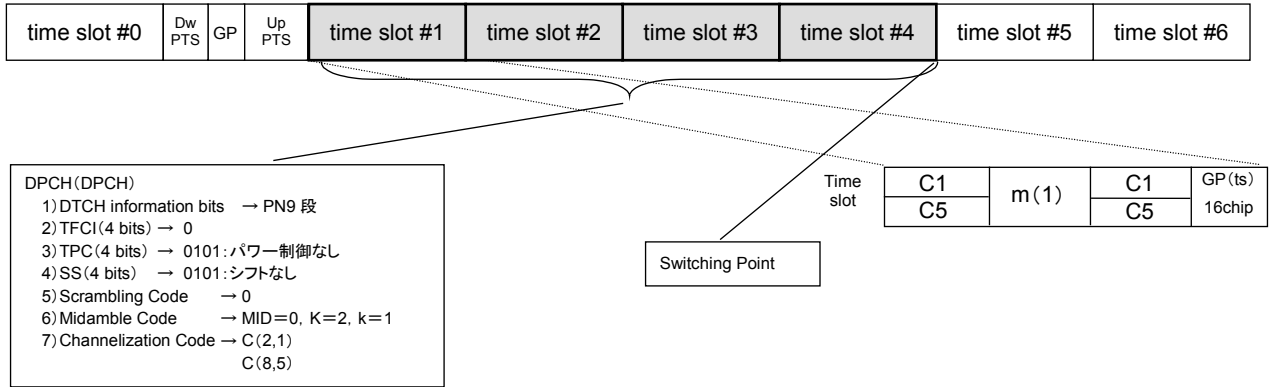 time slot #0
Dw
PTS
GP
Up
PTS
time slot #1
time slot #2
time slot #3
time slot #4
time slot #5
time slot #6
DPCH(DPCH)
1)DTCH information bits → PN9 段
2)TFCI(4 bits)→ 0
3)TPC(4 bits)→ 0101:パワー制御なし
4)SS(4 bits) → 0101:シフトなし
5)Scrambling Code → 0
6)Midamble Code → MID=0, K=2, k=1
7)Channelization Code → C(2,1)
C(8,5)
Switching Point
Time
slot
C1
C5
m(1)
C1
C5
GP(ts)
16chip